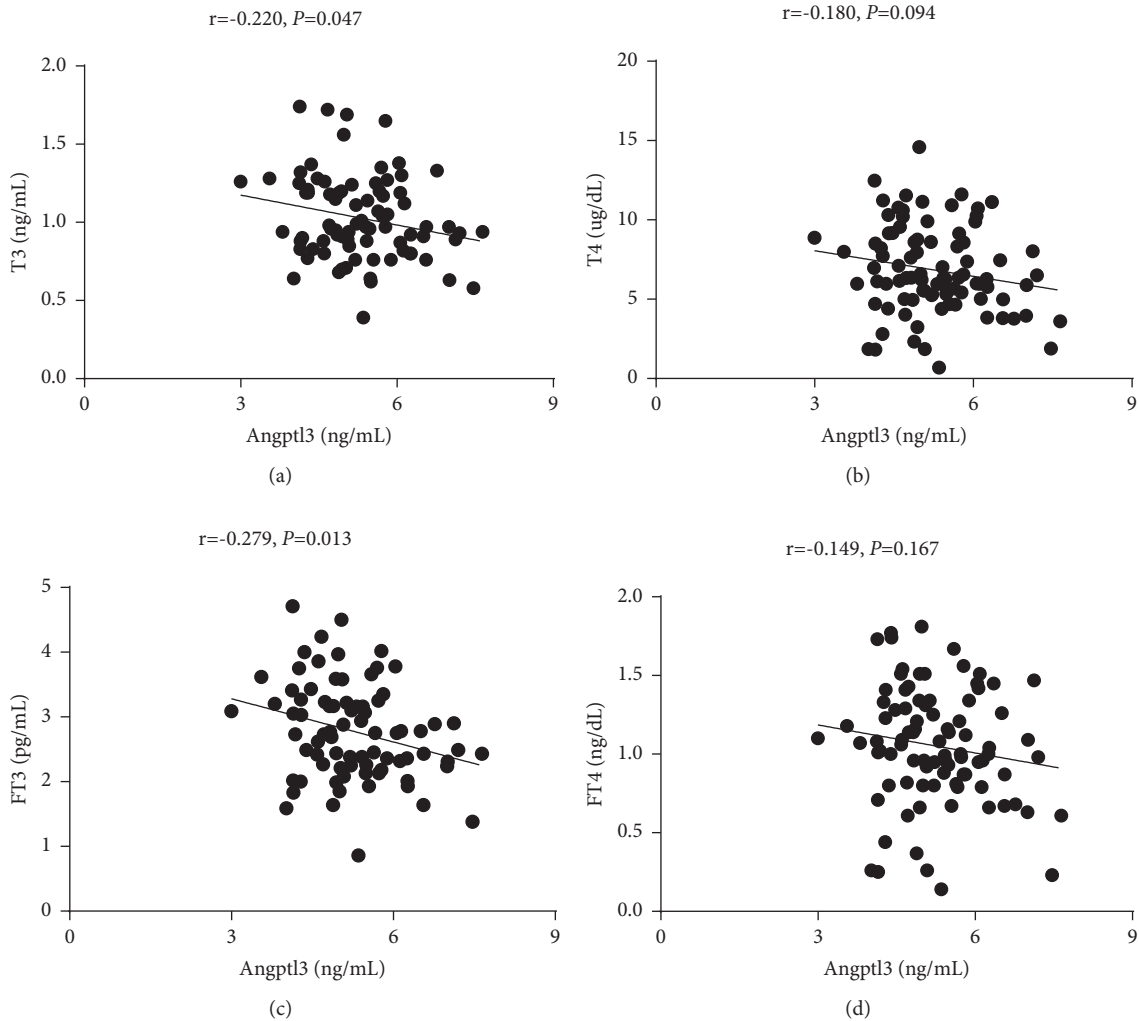 r=-0.220, P=0.047
2.0
1.5
1.0
0.5
0.0
T3 (ng/mL)
0 3 6 9
Angptl3 (ng/mL)
(a)
r=-0.180, P=0.094
20
15
10
5
0
T4 (ug/dL)
0 3 6 9
Angptl3 (ng/mL)
(b)
r=-0.279, P=0.013
5
4
3
2
1
0
FT3 (pg/mL)
0 3 6 9
Angptl3 (ng/mL)
(c)
r=-0.149, P=0.167
2.0
1.5
1.0
0.5
0.0
FT4 (ng/dL)
0 3 6 9
Angptl3 (ng/mL)
(d)